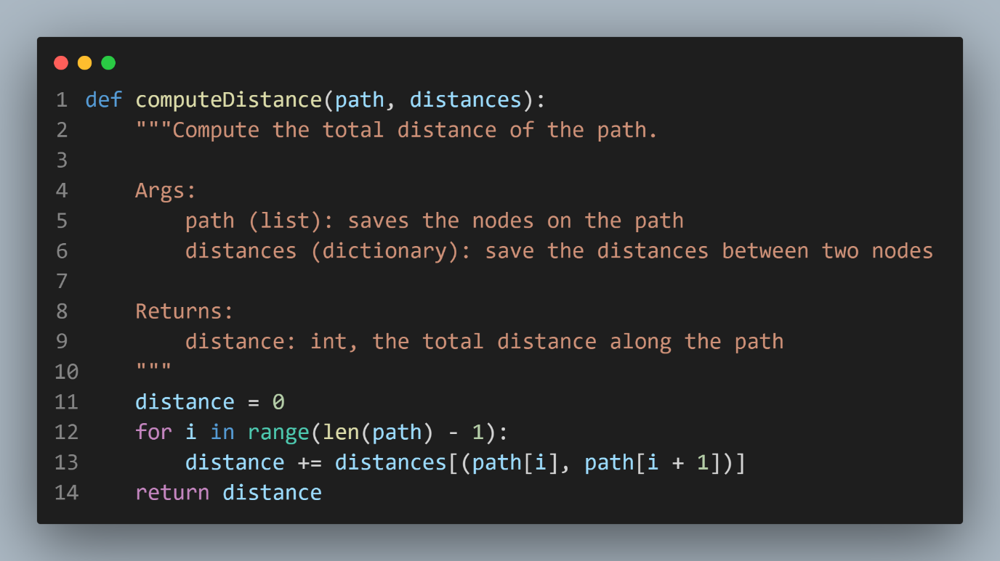 1 def computeDistance(path, distances):
2     """Compute the total distance of the path.
3
4     Args:
5         path (list): saves the nodes on the path
6         distances (dictionary): save the distances between two nodes
7
8     Returns:
9         distance: int, the total distance along the path
10     """
11     distance = 0
12     for i in range(len(path) - 1):
13         distance += distances[(path[i], path[i + 1])]
14     return distance